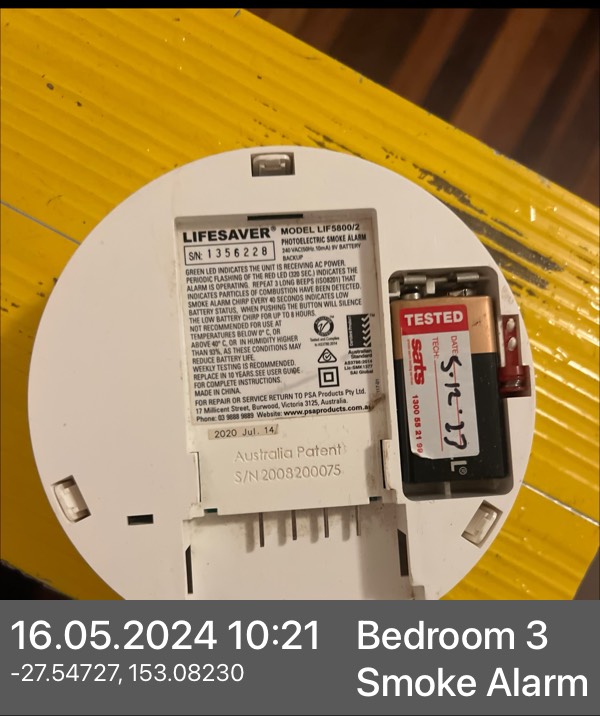 LIFESAVER® MODEL LIF5800/2
S/N: 1356228
PHOTOELECTRIC SMOKE ALARM
240 VAC(50Hz, 10mA) 9V BATTERY
BACKUP
GREEN LED INDICATES THE UNIT IS RECEIVING AC POWER.
PERIODIC FLASHING OF THE RED LED (320 SEC.) INDICATES THE
ALARM IS OPERATING. REPEAT 3 LONG BEEPS (ISO8201) THAT
INDICATES PARTICLES OF COMBUSTION HAVE BEEN DETECTED.
SMOKE ALARM CHIRP EVERY 40 SECONDS INDICATES LOW
BATTERY STATUS, WHEN PUSHING THE BUTTON WILL SILENCE
THE LOW BATTERY CHIRP FOR UP TO 8 HOURS.
NOT RECOMMENDED FOR USE AT
TEMPERATURES BELOW 0° C, OR
ABOVE 40° C, OR IN HUMIDITY HIGHER
THAN 10%, AS THESE CONDITIONS MAY
REDUCE BATTERY LIFE.
WEEKLY TESTING IS RECOMMENDED.
REPLACE IN 10 YEARS.SEE USER GUIDE
FOR COMPLETE INSTRUCTIONS.
MADE IN CHINA.
Australian
Standard
AS3786-2014
SAI Global
FOR REPAIR OR SERVICE RETURN TO PSA Pty. Ltd.
17 Millicent Street, Burwood, Victoria 3125, Australia.
Phone: 03 9888 9889 Website: www.psaproducts.com.au
2020 Jul. 14
Australia Patent
S/N 2008200075
TESTED
sats
1300 55 21
TECH:
DATE
5-12-17
L®
16.05.2024 10:21
-27.54727, 153.08230
Bedroom 3
Smoke Alarm